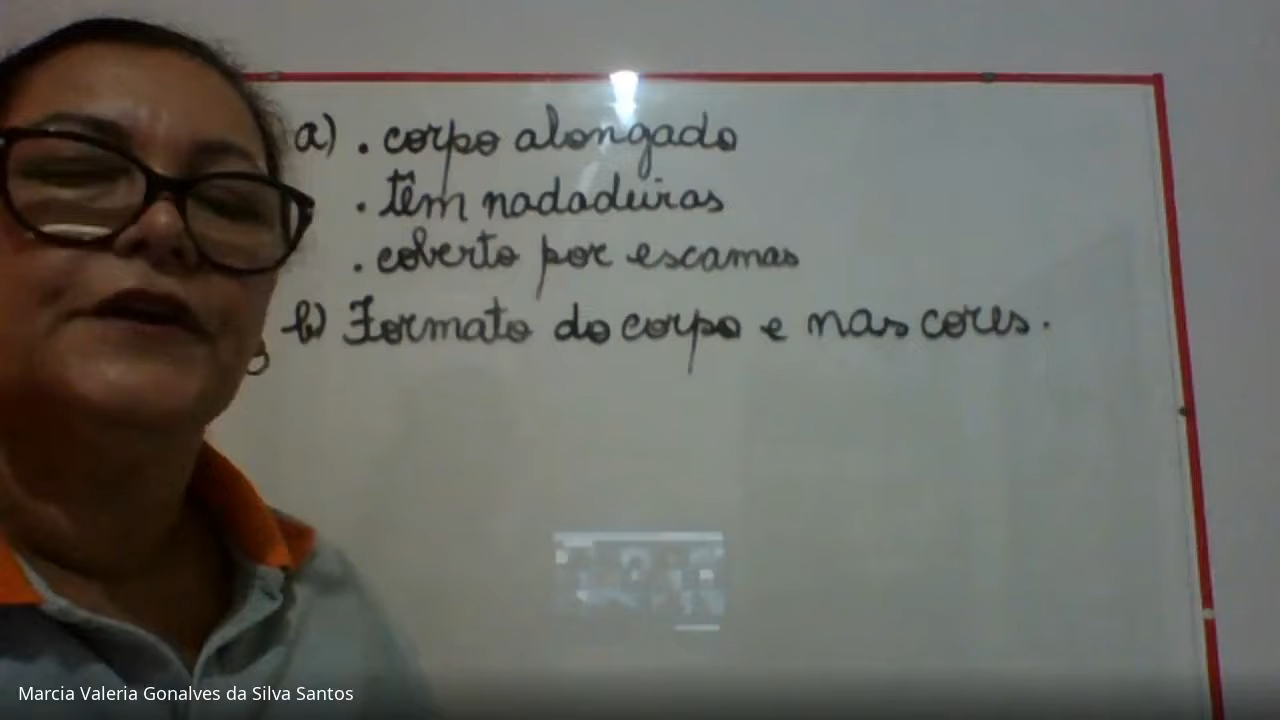 a) . corpo alongado
. têm nadadeiras
. coberto por escamas
b) Formato do corpo e nas cores.
Marcia Valeria Gonalves da Silva Santos